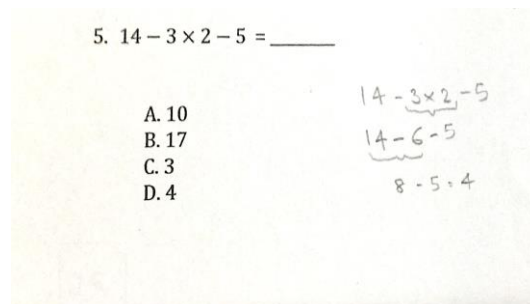 5. 14 – 3 × 2 – 5 = ______
A. 10
B. 17
C. 3
D. 4
14 - 3×2 - 5
14 - 6 - 5
8 - 5 = 4